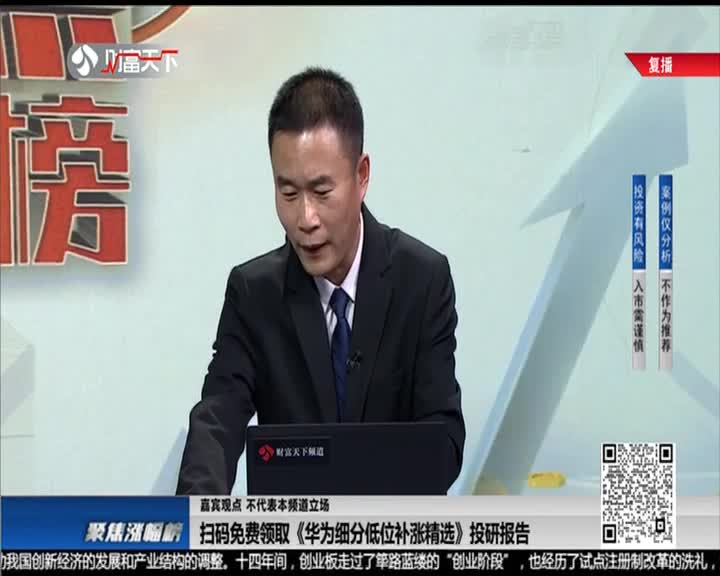 财富天下
复播
榜
案例仅分析 不作为推荐
投资有风险 入市需谨慎
财富天下频道
嘉宾观点 不代表本频道立场
聚焦涨幅榜
扫码免费领取《华为细分低位补涨精选》投研报告
我国创新经济的发展和产业结构的调整。十四年间，创业板走过了筚路蓝缕的“创业阶段”，也经历了试点注册制改革的洗礼，